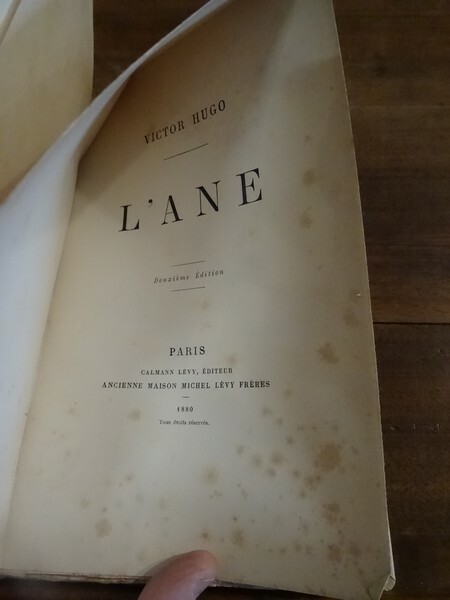 VICTOR HUGO
L'ANE
Deuxième Édition
PARIS
CALMANN LÉVY, ÉDITEUR
ANCIENNE MAISON MICHEL LÉVY FRÈRES
1880
Tous droits réservés.